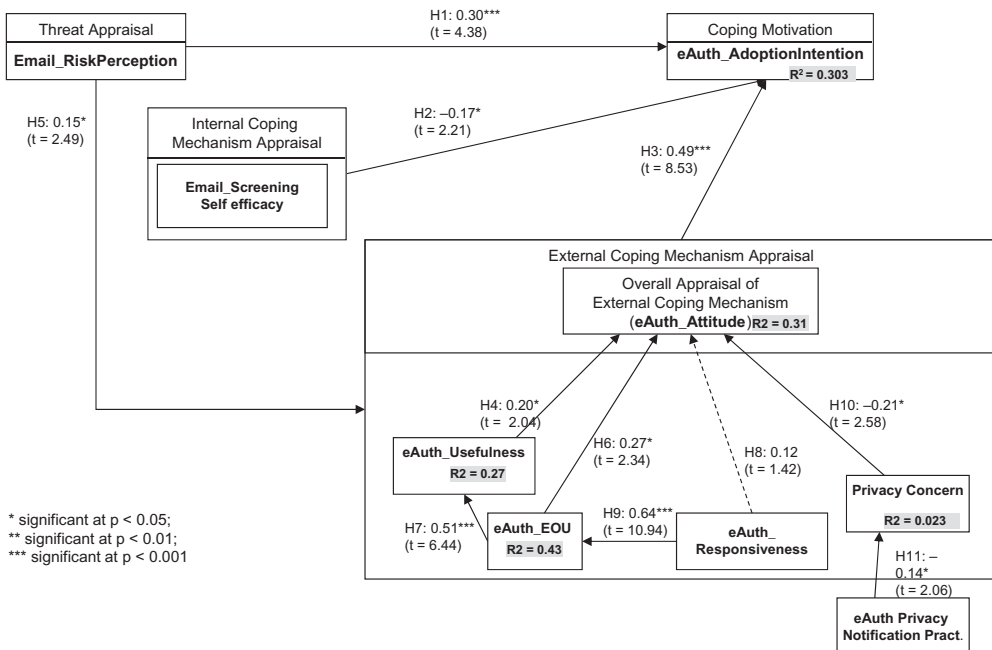 Threat Appraisal
Email_RiskPerception
H1: 0.30***
(t = 4.38)
Coping Motivation
eAuth_AdoptionIntention
R² = 0.303
H5: 0.15*
(t = 2.49)
Internal Coping
Mechanism Appraisal
Email_Screening
Self efficacy
H2: –0.17*
(t = 2.21)
H3: 0.49***
(t = 8.53)
External Coping Mechanism Appraisal
Overall Appraisal of
External Coping Mechanism
(eAuth_Attitude) R2 = 0.31
H4: 0.20*
(t = 2.04)
H6: 0.27*
(t = 2.34)
H8: 0.12
(t = 1.42)
H10: –0.21*
(t = 2.58)
eAuth_Usefulness
R2 = 0.27
H7: 0.51***
(t = 6.44)
eAuth_EOU
R2 = 0.43
H9: 0.64***
(t = 10.94)
eAuth_
Responsiveness
Privacy Concern
R2 = 0.023
H11: –
0.14*
(t = 2.06)
eAuth Privacy
Notification Pract.
* significant at p < 0.05;
** significant at p < 0.01;
*** significant at p < 0.001